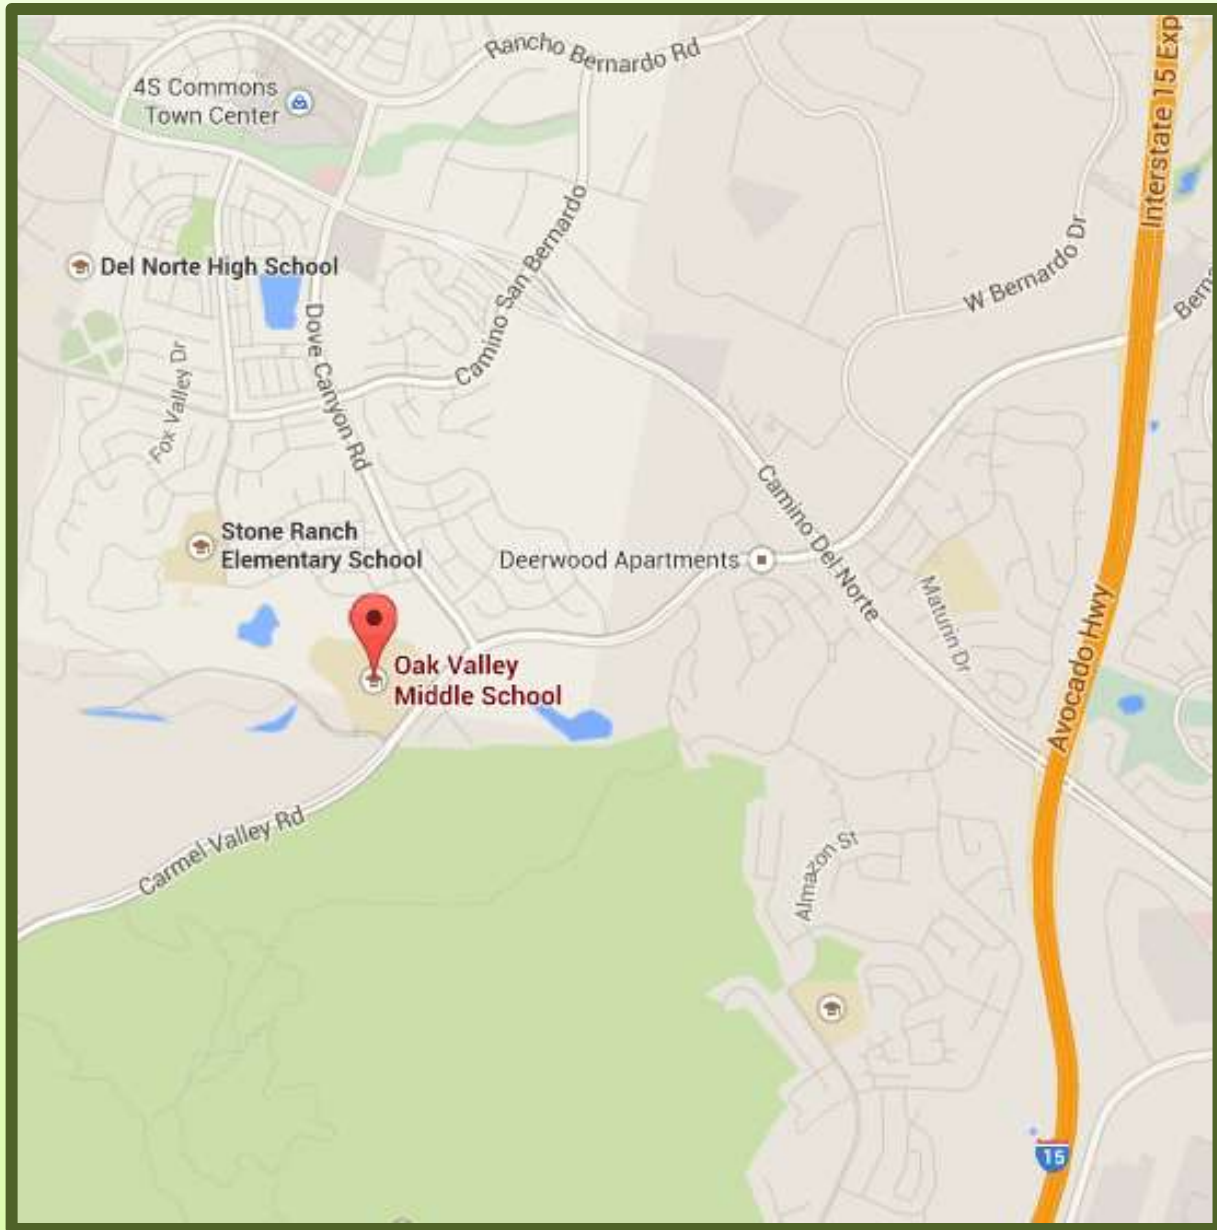 Rancho Bernardo Rd
Interstate 15 Exp
4S Commons
Town Center
Camino San Bernardo
W Bernardo Dr
Del Norte High School
Dove Canyon Rd
Fox Valley Dr
Stone Ranch
Elementary School
Deerwood Apartments
Camino Del Norte
Matunn Dr
Avocado Hwy
Oak Valley
Middle School
Carmel Valley Rd
Almazon St
15